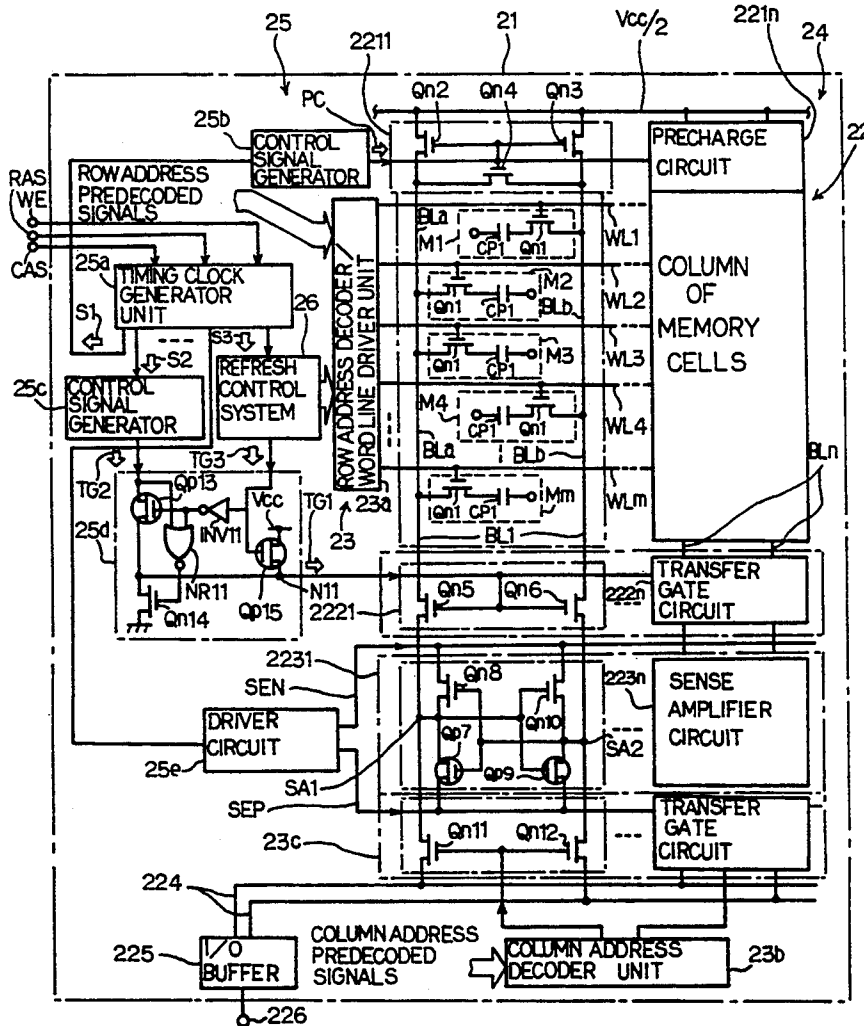 25
21
Vcc/2
221n
24
2211
Qn2
Qn4
Qn3
PC
25b
CONTROL
SIGNAL
GENERATOR
PRECHARGE
CIRCUIT
22
ROW ADDRESS
PREDECODED
SIGNALS
RAS
WE
CAS
BLa
M1
CP1
Qn1
WL1
25a
TIMING CLOCK
GENERATOR
UNIT
ROW ADDRESS DECODER/
WORD LINE DRIVER UNIT
M2
Qn1
CP1
BLb
WL2
COLUMN
OF
MEMORY
CELLS
S1
S2
S3
26
Qn1
CP1
M3
WL3
25c
CONTROL
SIGNAL
GENERATOR
REFRESH
CONTROL
SYSTEM
M4
CP1
Qn1
WL4
BLa
BLb
BLn
TG2
TG3
Qn1
CP1
Mm
WLm
23a
23
Qp13
INV11
Vcc
TG1
BL1
25d
NR11
Qp15
N11
Qn14
2221
Qn5
Qn6
222n
TRANSFER
GATE
CIRCUIT
2231
SEN
Qn8
Qn10
223n
SENSE
AMPLIFIER
CIRCUIT
DRIVER
CIRCUIT
25e
Qp7
Qp9
SA1
SA2
SEP
23c
Qn11
Qn12
TRANSFER
GATE
CIRCUIT
224
225
I/O
BUFFER
COLUMN ADDRESS
PREDECODED
SIGNALS
COLUMN ADDRESS
DECODER UNIT
23b
226